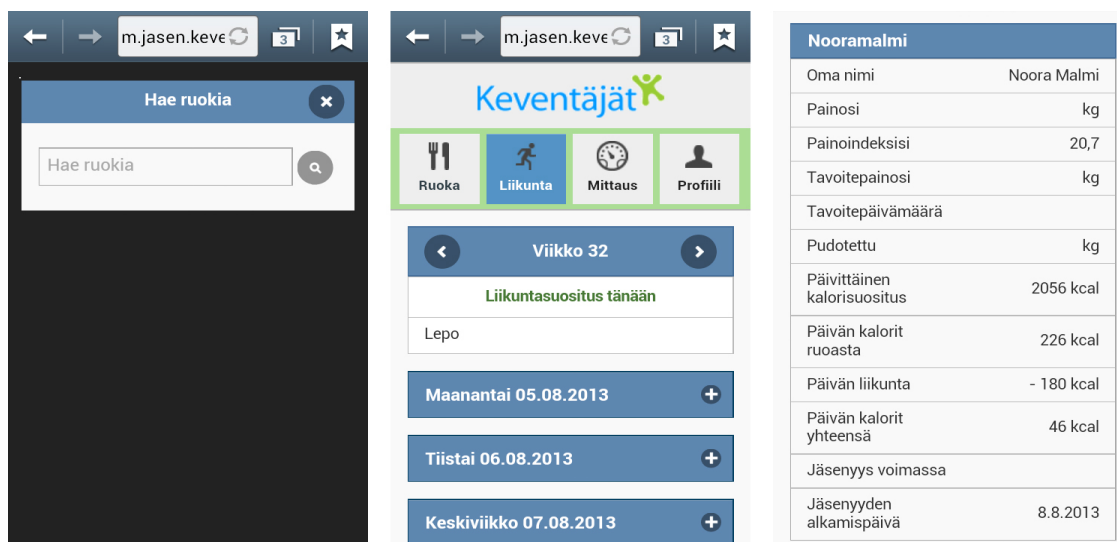 m.jasen.keve
3
Hae ruokia
Hae ruokia
m.jasen.keve
3
Keventäjät
Ruoka
Liikunta
Mittaus
Profiili
Viikko 32
Liikuntasuositus tänään
Lepo
Maanantai 05.08.2013
Tiistai 06.08.2013
Keskiviikko 07.08.2013
Nooramalmi
Oma nimi Noora Malmi
Painosi kg
Painoindeksisi 20,7
Tavoitepainosi kg
Tavoitepäivämäärä
Pudotettu kg
Päivittäinen
kalorisuositus 2056 kcal
Päivän kalorit
ruoasta 226 kcal
Päivän liikunta - 180 kcal
Päivän kalorit
yhteensä 46 kcal
Jäsenyys voimassa
Jäsenyyden
alkamispäivä 8.8.2013